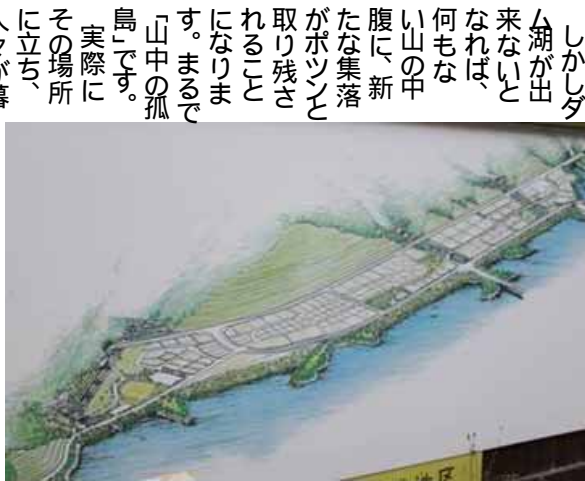 しかしダ
ム湖が出
来ないと
なれば、
何もな
い山の中
腹に、新
たな集落
がポツンと
取り残さ
れること
になりま
す。まるで
「山中の孤
島」です。
実際に
その場所
に立ち、
人々が暮